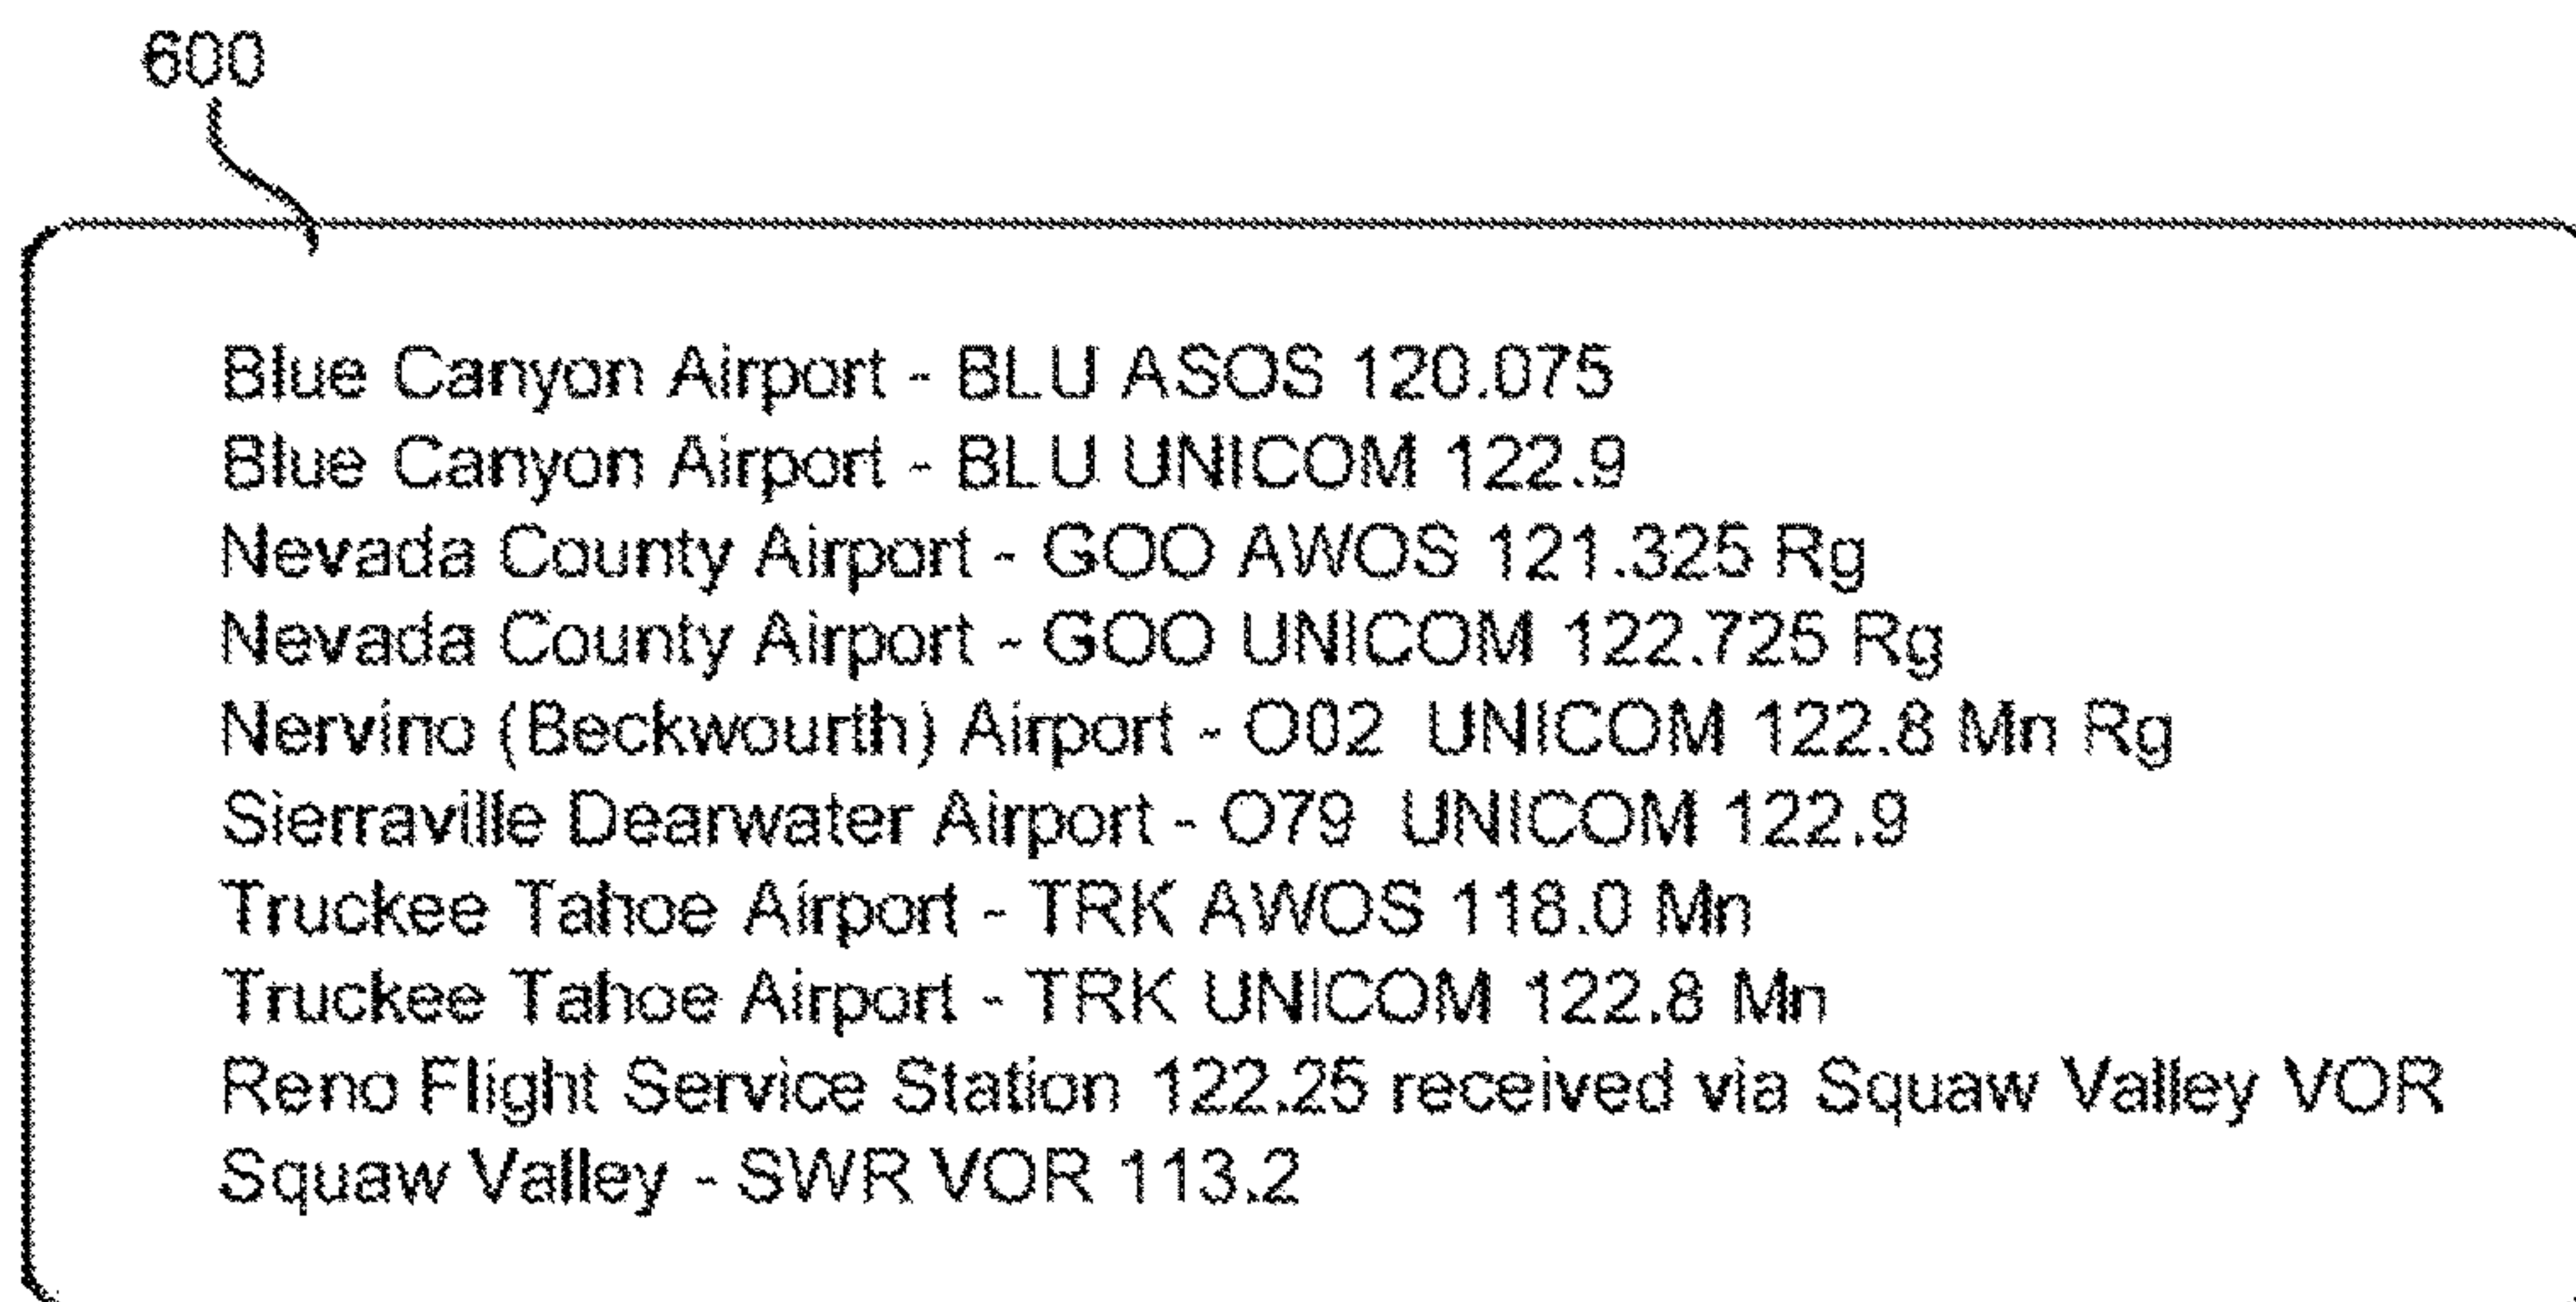 600
Blue Canyon Airport - BLU ASOS 120.075
Blue Canyon Airport - BLU UNICOM 122.9
Nevada County Airport - GOO AWOS 121.325 Rg
Nevada County Airport - GOO UNICOM 122.725 Rg
Nervino (Beckwourth) Airport - O02 UNICOM 122.8 Mn Rg
Sierraville Dearwater Airport - O79 UNICOM 122.9
Truckee Tahoe Airport - TRK AWOS 118.0 Mn
Truckee Tahoe Airport - TRK UNICOM 122.8 Mn
Reno Flight Service Station 122.25 received via Squaw Valley VOR
Squaw Valley - SWR VOR 113.2